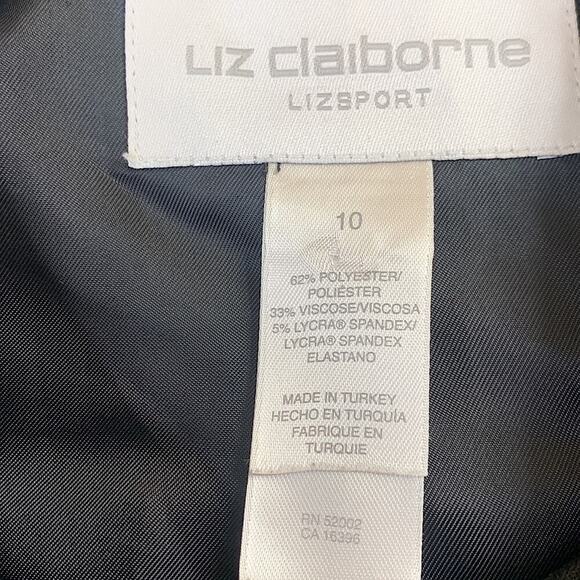 Liz claiborne
LIZSPORT
10
62% POLYESTER/
POLIÉSTER
33% VISCOSE/VISCOSA
5% LYCRA® SPANDEX/
LYCRA® SPANDEX
ELASTANO
MADE IN TURKEY
HECHO EN TURQUÍA
FABRIQUE EN
TURQUIE
RN 52002
CA 16396